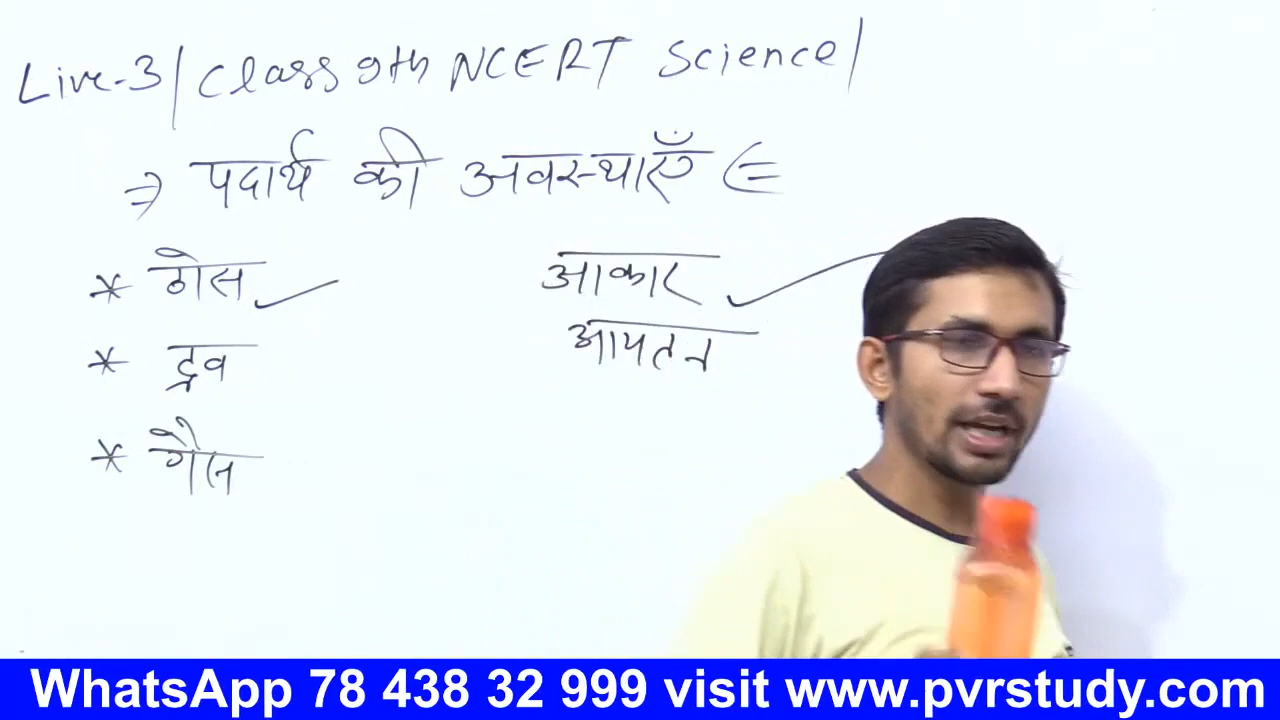 Live-3/Class 9th NCERT Science/
⇒ पदार्थ की अवस्थाएँ ⇐
* ठोस ✓
आकार ✓
* द्रव
आयतन
* गैस
WhatsApp 78 438 32 999 visit www.pvrstudy.com